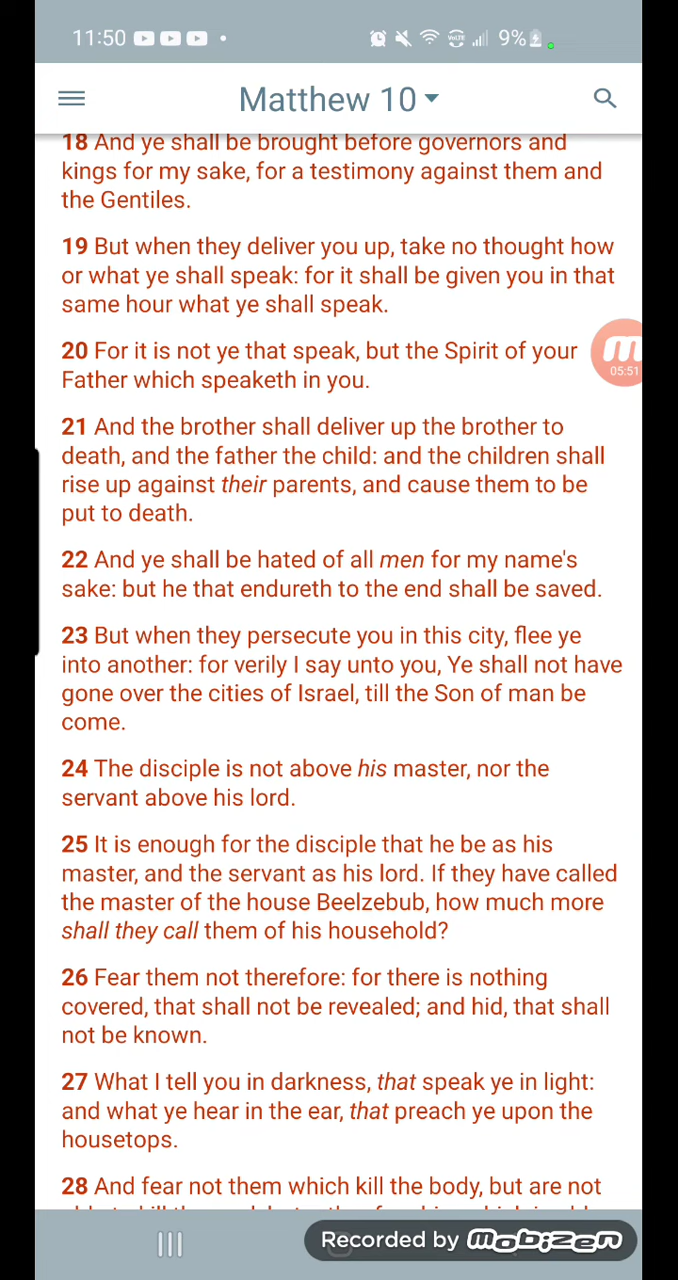 11:50 VoLTE 9%
Matthew 10
18 And ye shall be brought before governors and
kings for my sake, for a testimony against them and
the Gentiles.
19 But when they deliver you up, take no thought how
or what ye shall speak: for it shall be given you in that
same hour what ye shall speak.
20 For it is not ye that speak, but the Spirit of your
Father which speaketh in you.
m
05:51
21 And the brother shall deliver up the brother to
death, and the father the child: and the children shall
rise up against their parents, and cause them to be
put to death.
22 And ye shall be hated of all men for my name's
sake: but he that endureth to the end shall be saved.
23 But when they persecute you in this city, flee ye
into another: for verily I say unto you, Ye shall not have
gone over the cities of Israel, till the Son of man be
come.
24 The disciple is not above his master, nor the
servant above his lord.
25 It is enough for the disciple that he be as his
master, and the servant as his lord. If they have called
the master of the house Beelzebub, how much more
shall they call them of his household?
26 Fear them not therefore: for there is nothing
covered, that shall not be revealed; and hid, that shall
not be known.
27 What I tell you in darkness, that speak ye in light:
and what ye hear in the ear, that preach ye upon the
housetops.
28 And fear not them which kill the body, but are not
Recorded by mobizen